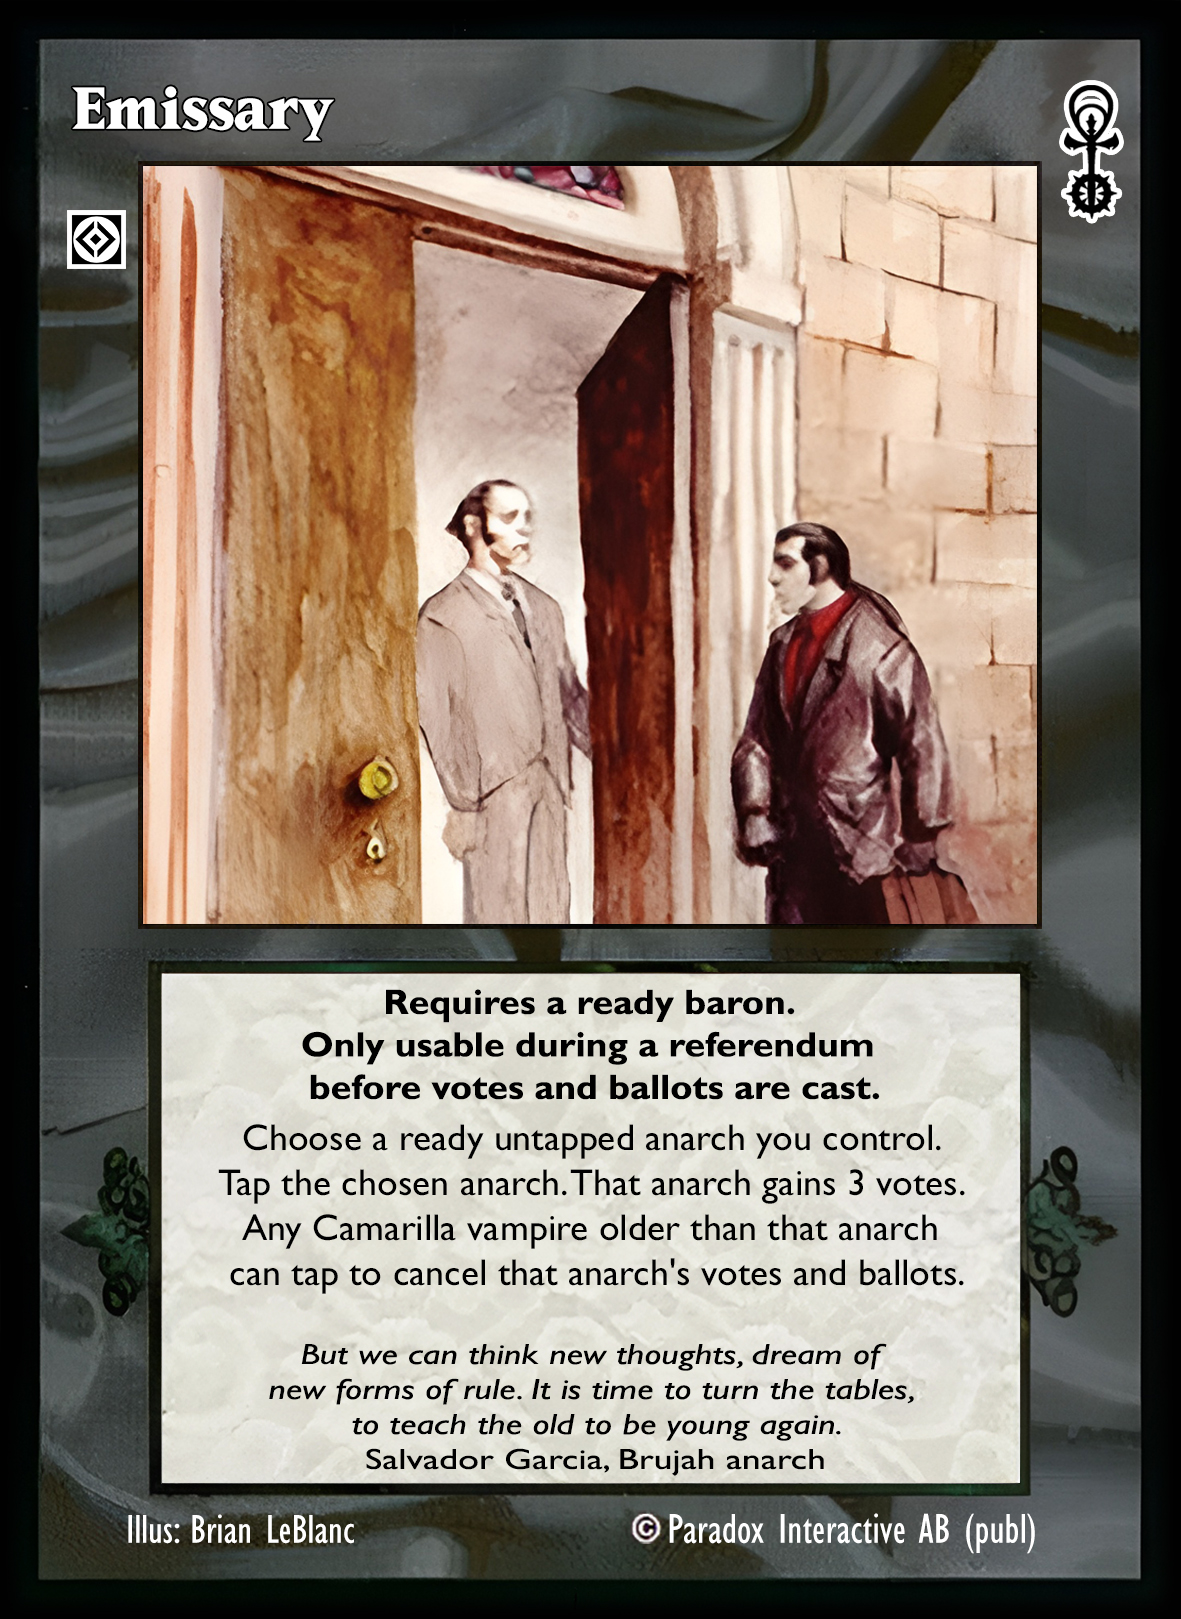 Emissary
Requires a ready baron.
Only usable during a referendum
before votes and ballots are cast.
Choose a ready untapped anarch you control.
Tap the chosen anarch. That anarch gains 3 votes.
Any Camarilla vampire older than that anarch
can tap to cancel that anarch's votes and ballots.
But we can think new thoughts, dream of
new forms of rule. It is time to turn the tables,
to teach the old to be young again.
Salvador Garcia, Brujah anarch
Illus: Brian LeBlanc
© Paradox Interactive AB (publ)